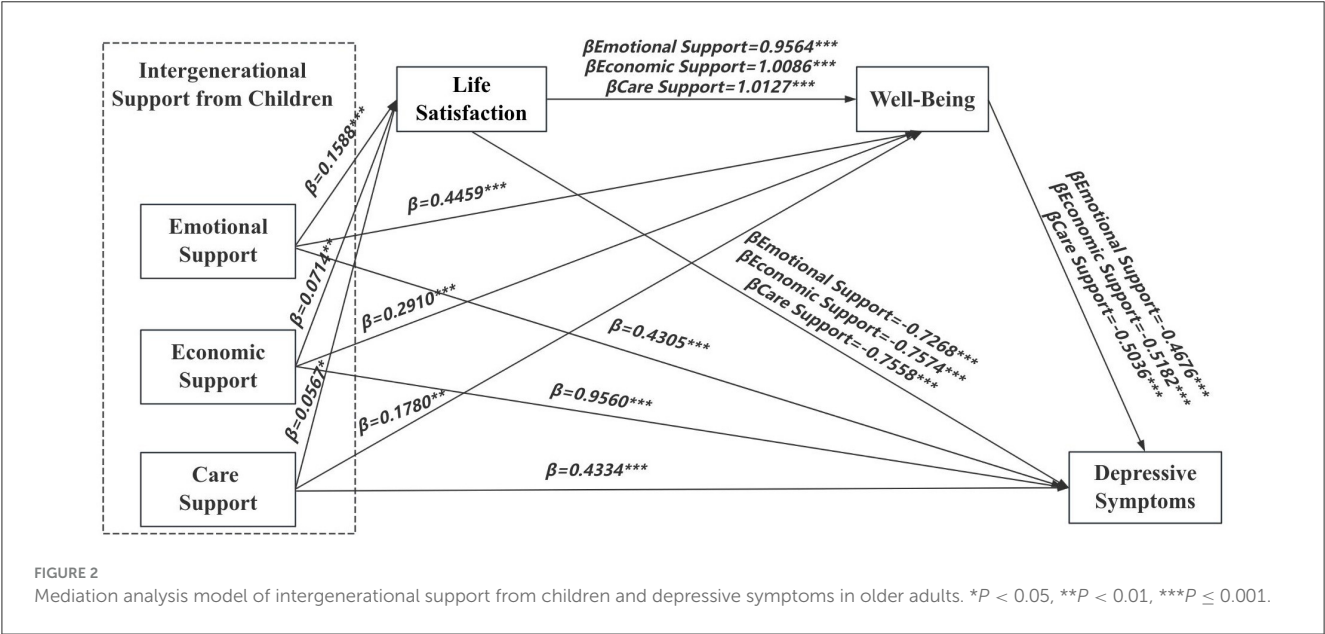 Intergenerational
Support from Children
Life
Satisfaction
βEmotional Support=0.9564***
βEconomic Support=1.0086***
βCare Support=1.0127***
Well-Being
β=0.1588***
β=0.4459***
Emotional
Support
β=0.0714**
β=0.2910***
βEmotional Support=-0.7268***
βEconomic Support=-0.7574***
βCare Support=-0.7558***
βEmotional Support=-0.4676***
βEconomic Support=-0.5182***
βCare Support=-0.5036***
β=0.4305***
Economic
Support
β=0.0567*
β=0.1780**
β=0.9560***
Care
Support
β=0.4334***
Depressive
Symptoms
FIGURE 2
Mediation analysis model of intergenerational support from children and depressive symptoms in older adults. *P < 0.05, **P < 0.01, ***P ≤ 0.001.